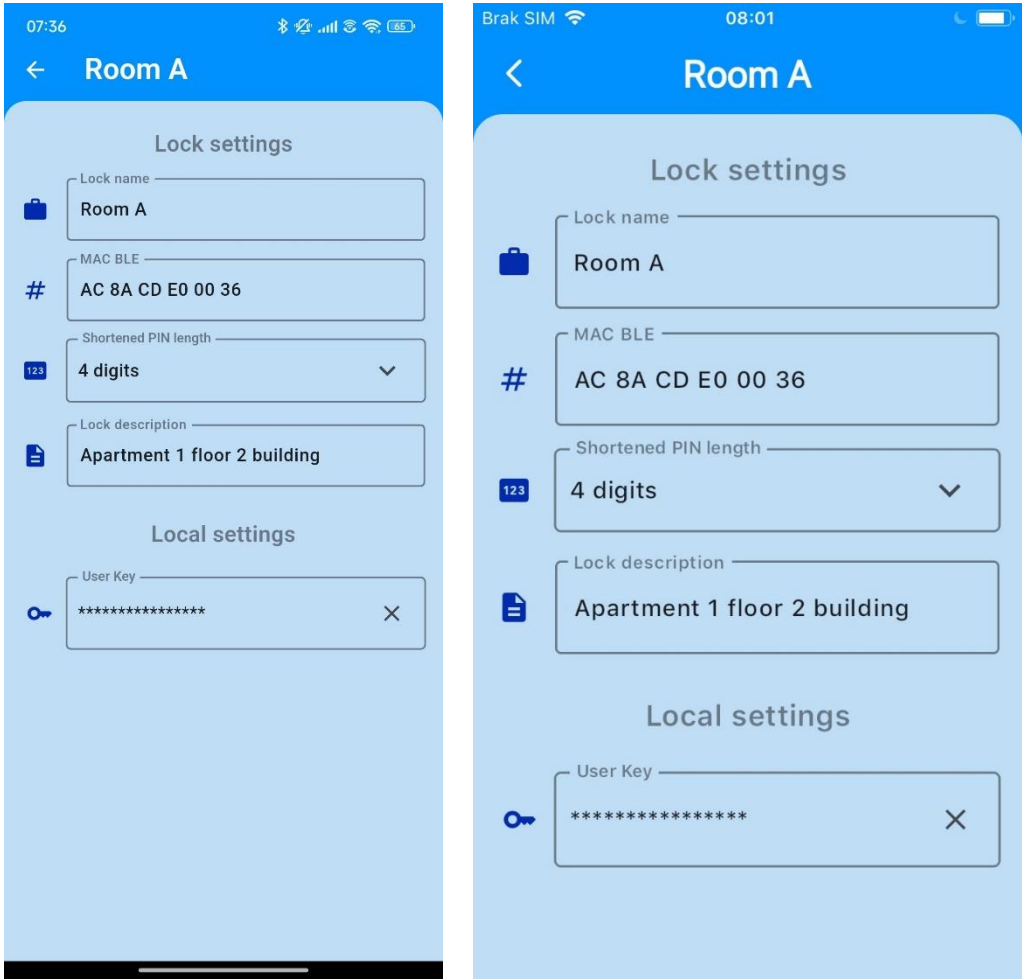 07:36
65
Room A
Lock settings
Lock name
Room A
MAC BLE
# AC 8A CD E0 00 36
Shortened PIN length
123 4 digits
Lock description
Apartment 1 floor 2 building
Local settings
User Key
****************
Brak SIM 08:01
Room A
Lock settings
Lock name
Room A
MAC BLE
# AC 8A CD E0 00 36
Shortened PIN length
123 4 digits
Lock description
Apartment 1 floor 2 building
Local settings
User Key
****************